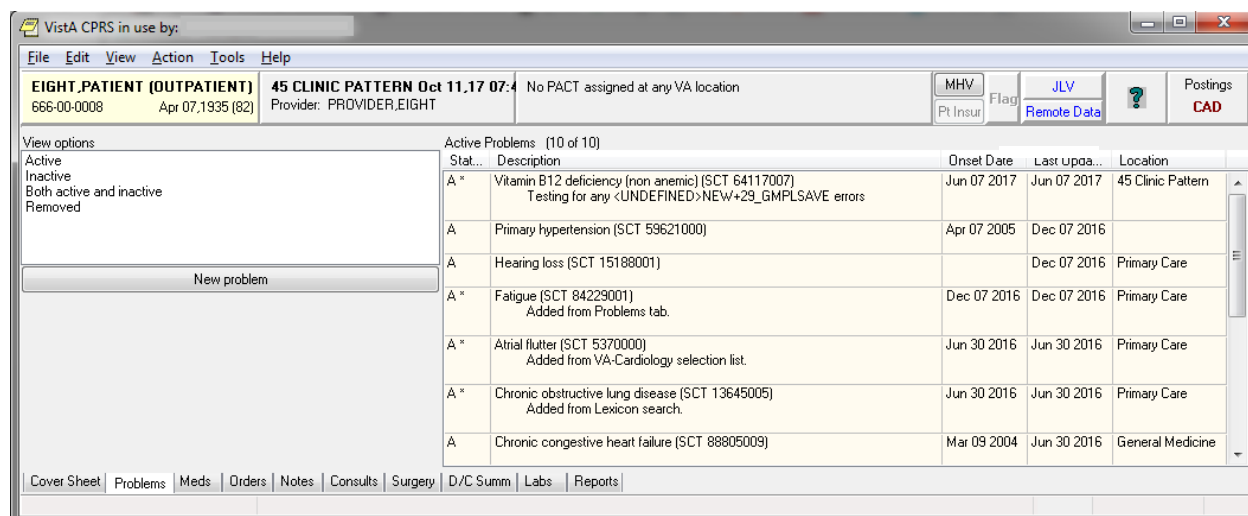 VistA CPRS in use by:
File Edit View Action Tools Help
EIGHT,PATIENT (OUTPATIENT)
666-00-0008 Apr 07,1935 (82)
45 CLINIC PATTERN Oct 11,17 07:4
Provider: PROVIDER,EIGHT
No PACT assigned at any VA location
MHV
Pt Insur
Flag
JLV
Remote Data
?
Postings
CAD
View options
Active
Inactive
Both active and inactive
Removed
New problem
Active Problems (10 of 10)
Stat... Description Onset Date Last Upda... Location
A * Vitamin B12 deficiency (non anemic) (SCT 64117007) Jun 07 2017 Jun 07 2017 45 Clinic Pattern
Testing for any <UNDEFINED>NEW+29_GMPLSAVE errors
A Primary hypertension (SCT 59621000) Apr 07 2005 Dec 07 2016
A Hearing loss (SCT 15188001) Dec 07 2016 Primary Care
A * Fatigue (SCT 84229001) Dec 07 2016 Dec 07 2016 Primary Care
Added from Problems tab.
A * Atrial flutter (SCT 5370000) Jun 30 2016 Jun 30 2016 Primary Care
Added from VA-Cardiology selection list.
A * Chronic obstructive lung disease (SCT 13645005) Jun 30 2016 Jun 30 2016 Primary Care
Added from Lexicon search.
A Chronic congestive heart failure (SCT 88805009) Mar 09 2004 Jun 30 2016 General Medicine
Cover Sheet Problems Meds Orders Notes Consults Surgery D/C Summ Labs Reports